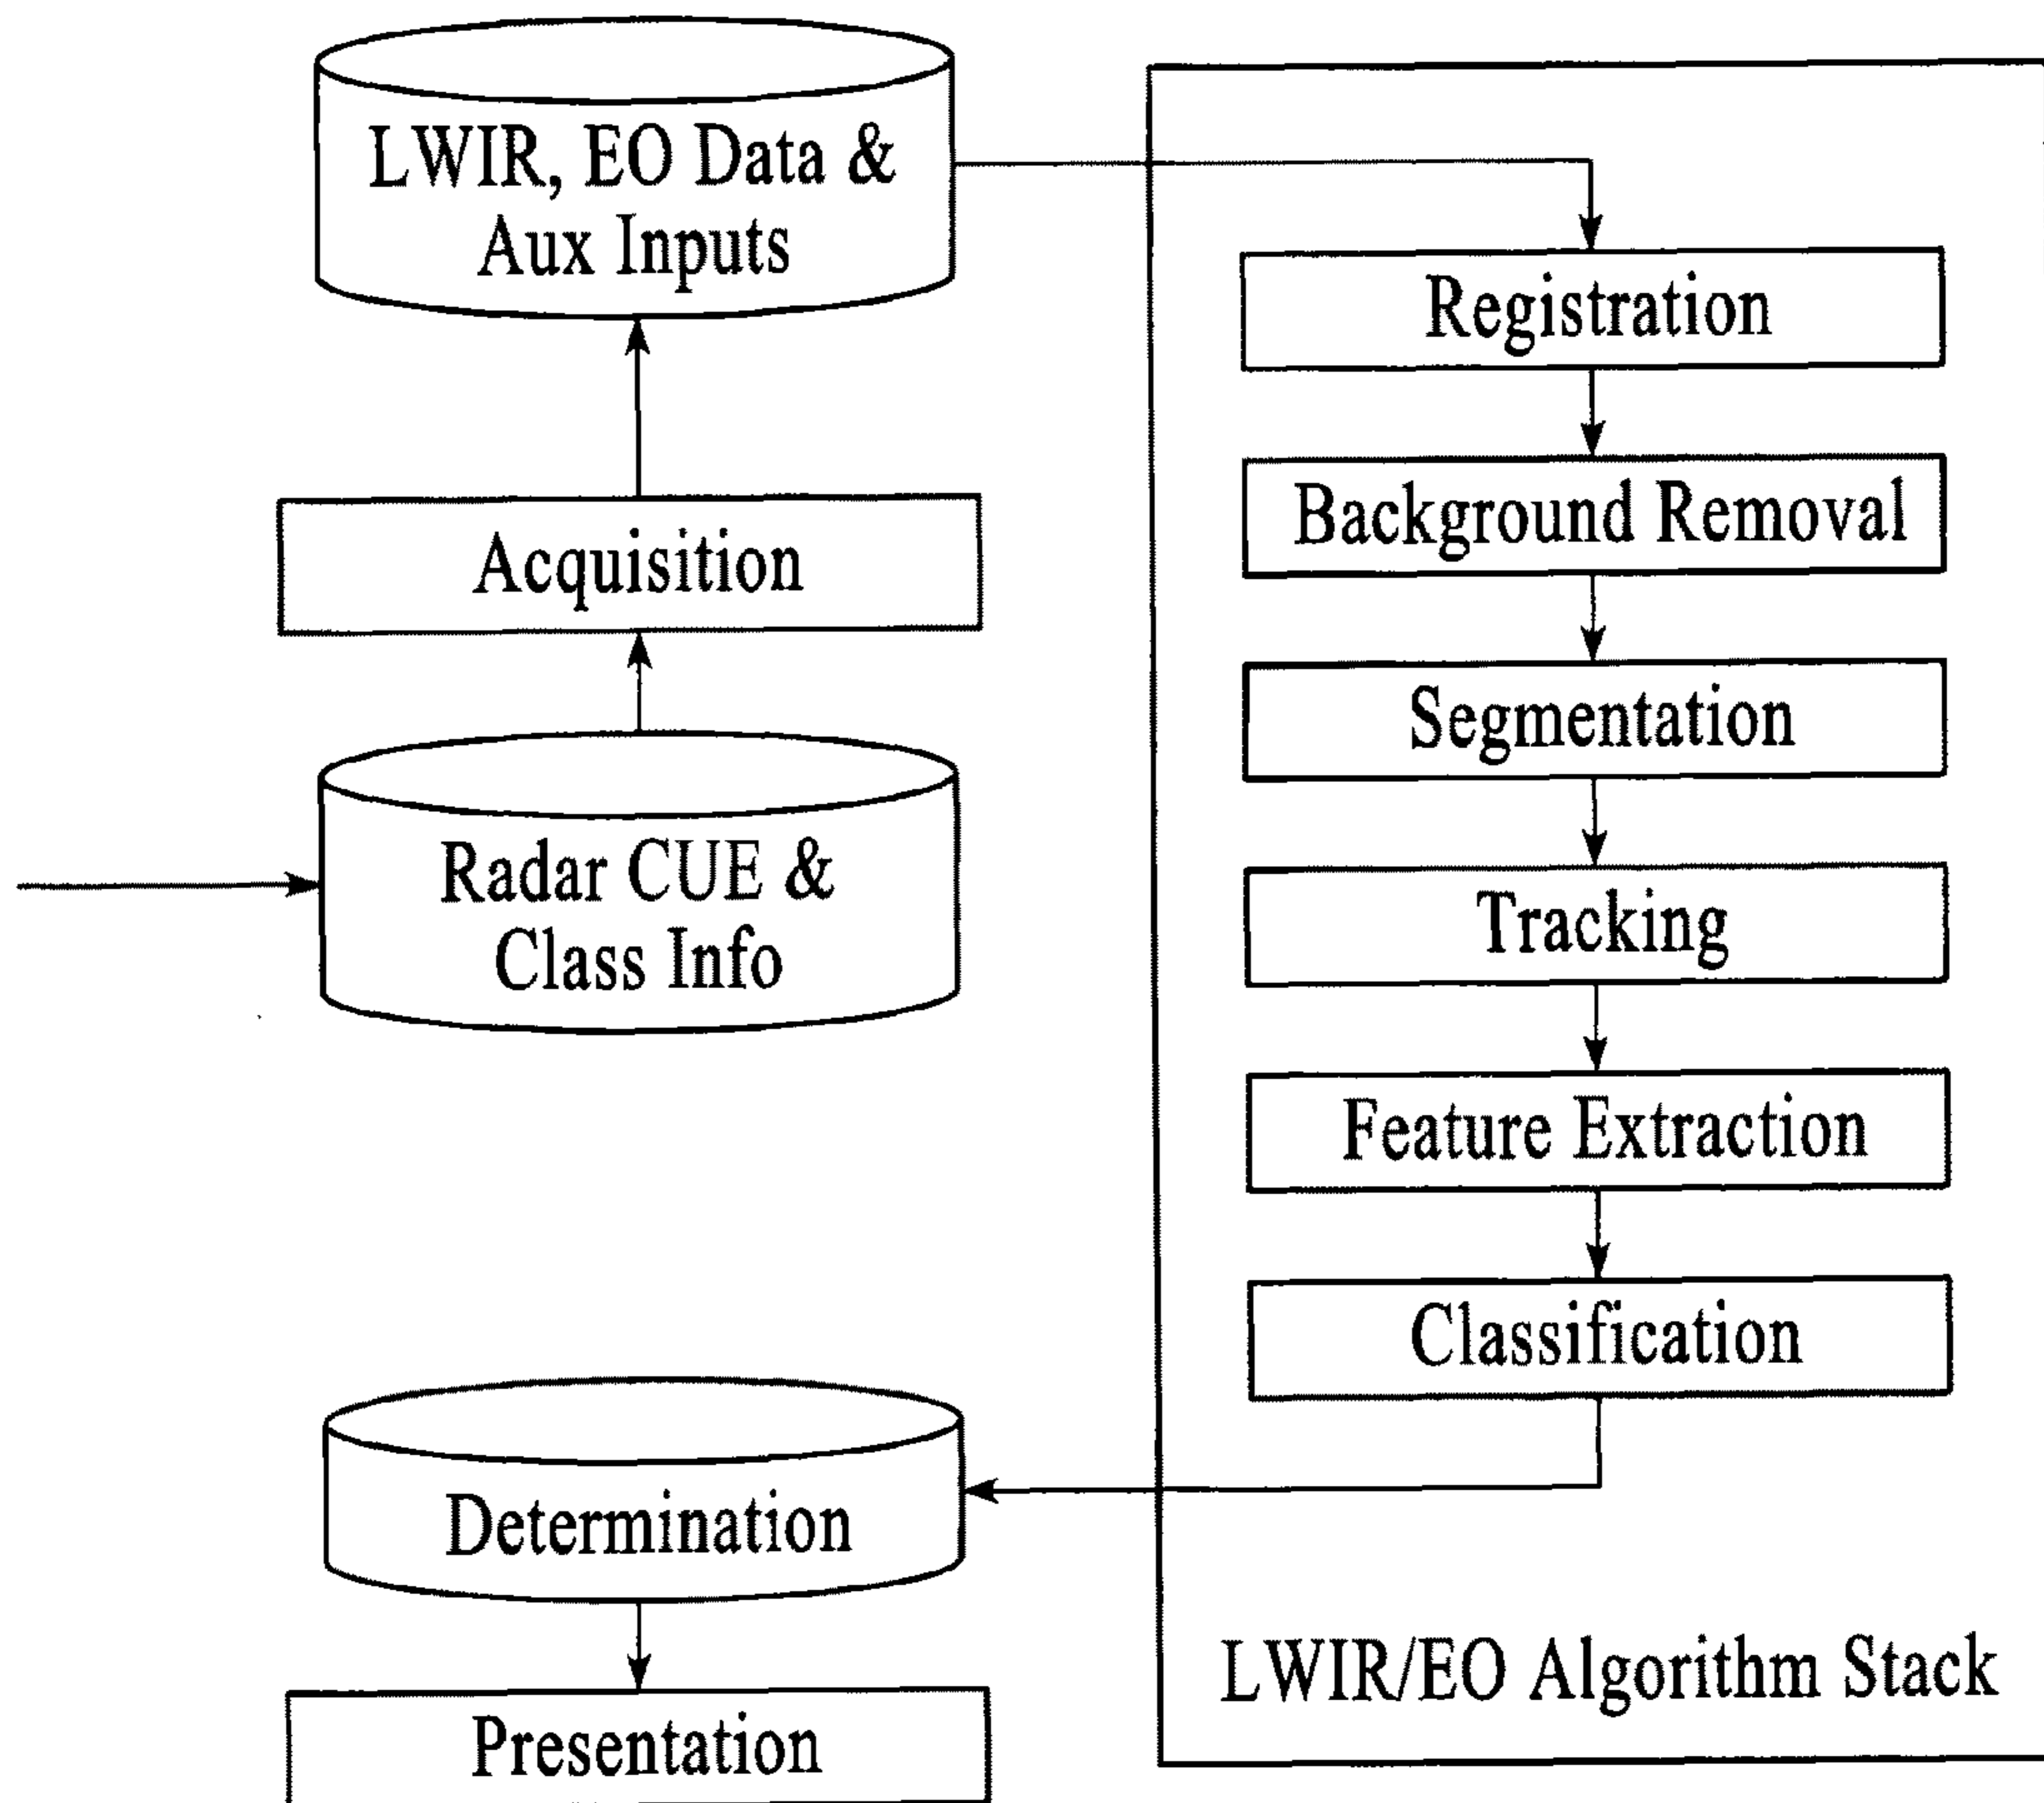 LWIR, EO Data &
Aux Inputs
Acquisition
Radar CUE &
Class Info
Registration
Background Removal
Segmentation
Tracking
Feature Extraction
Classification
LWIR/EO Algorithm Stack
Determination
Presentation